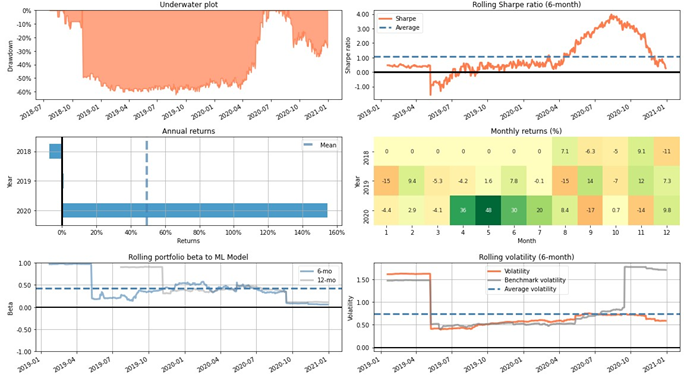 Underwater plot
0%
-10%
-20%
-30%
-40%
-50%
-60%
Drawdown
2018-07
2018-10
2019-01
2019-04
2019-07
2019-10
2020-01
2020-04
2020-07
2020-10
2021-01
Rolling Sharpe ratio (6-month)
Sharpe
Average
4.00
3.00
2.00
1.00
0.00
-1.00
Sharpe ratio
2019-01
2019-04
2019-07
2019-10
2020-01
2020-04
2020-07
2020-10
2021-01
Annual returns
Mean
2018
2019
2020
Year
0%
20%
40%
60%
80%
100%
120%
140%
160%
Returns
Monthly returns (%)
Year
2018 0 0 0 0 0 0 0 7.1 -6.3 -5 9.1 -11
2019 -15 9.4 -5.3 -4.2 1.6 7.8 -0.1 -15 14 -7 12 7.3
2020 -4.4 2.9 -4.1 36 48 30 20 8.4 -17 0.7 -14 9.8
1 2 3 4 5 6 7 8 9 10 11 12
Month
Rolling portfolio beta to ML Model
6-mo
12-mo
1.00
0.50
0.00
-0.50
-1.00
Beta
2019-01
2019-04
2019-07
2019-10
2020-01
2020-04
2020-07
2020-10
2021-01
Rolling volatility (6-month)
Volatility
Benchmark volatility
Average volatility
1.50
1.00
0.50
0.00
Volatility
2019-01
2019-04
2019-07
2019-10
2020-01
2020-04
2020-07
2020-10
2021-01